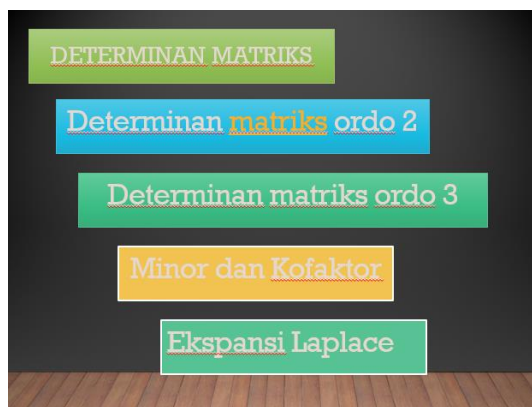 DETERMINAN MATRIKS
Determinan matriks ordo 2
Determinan matriks ordo 3
Minor dan Kofaktor
Ekspansi Laplace